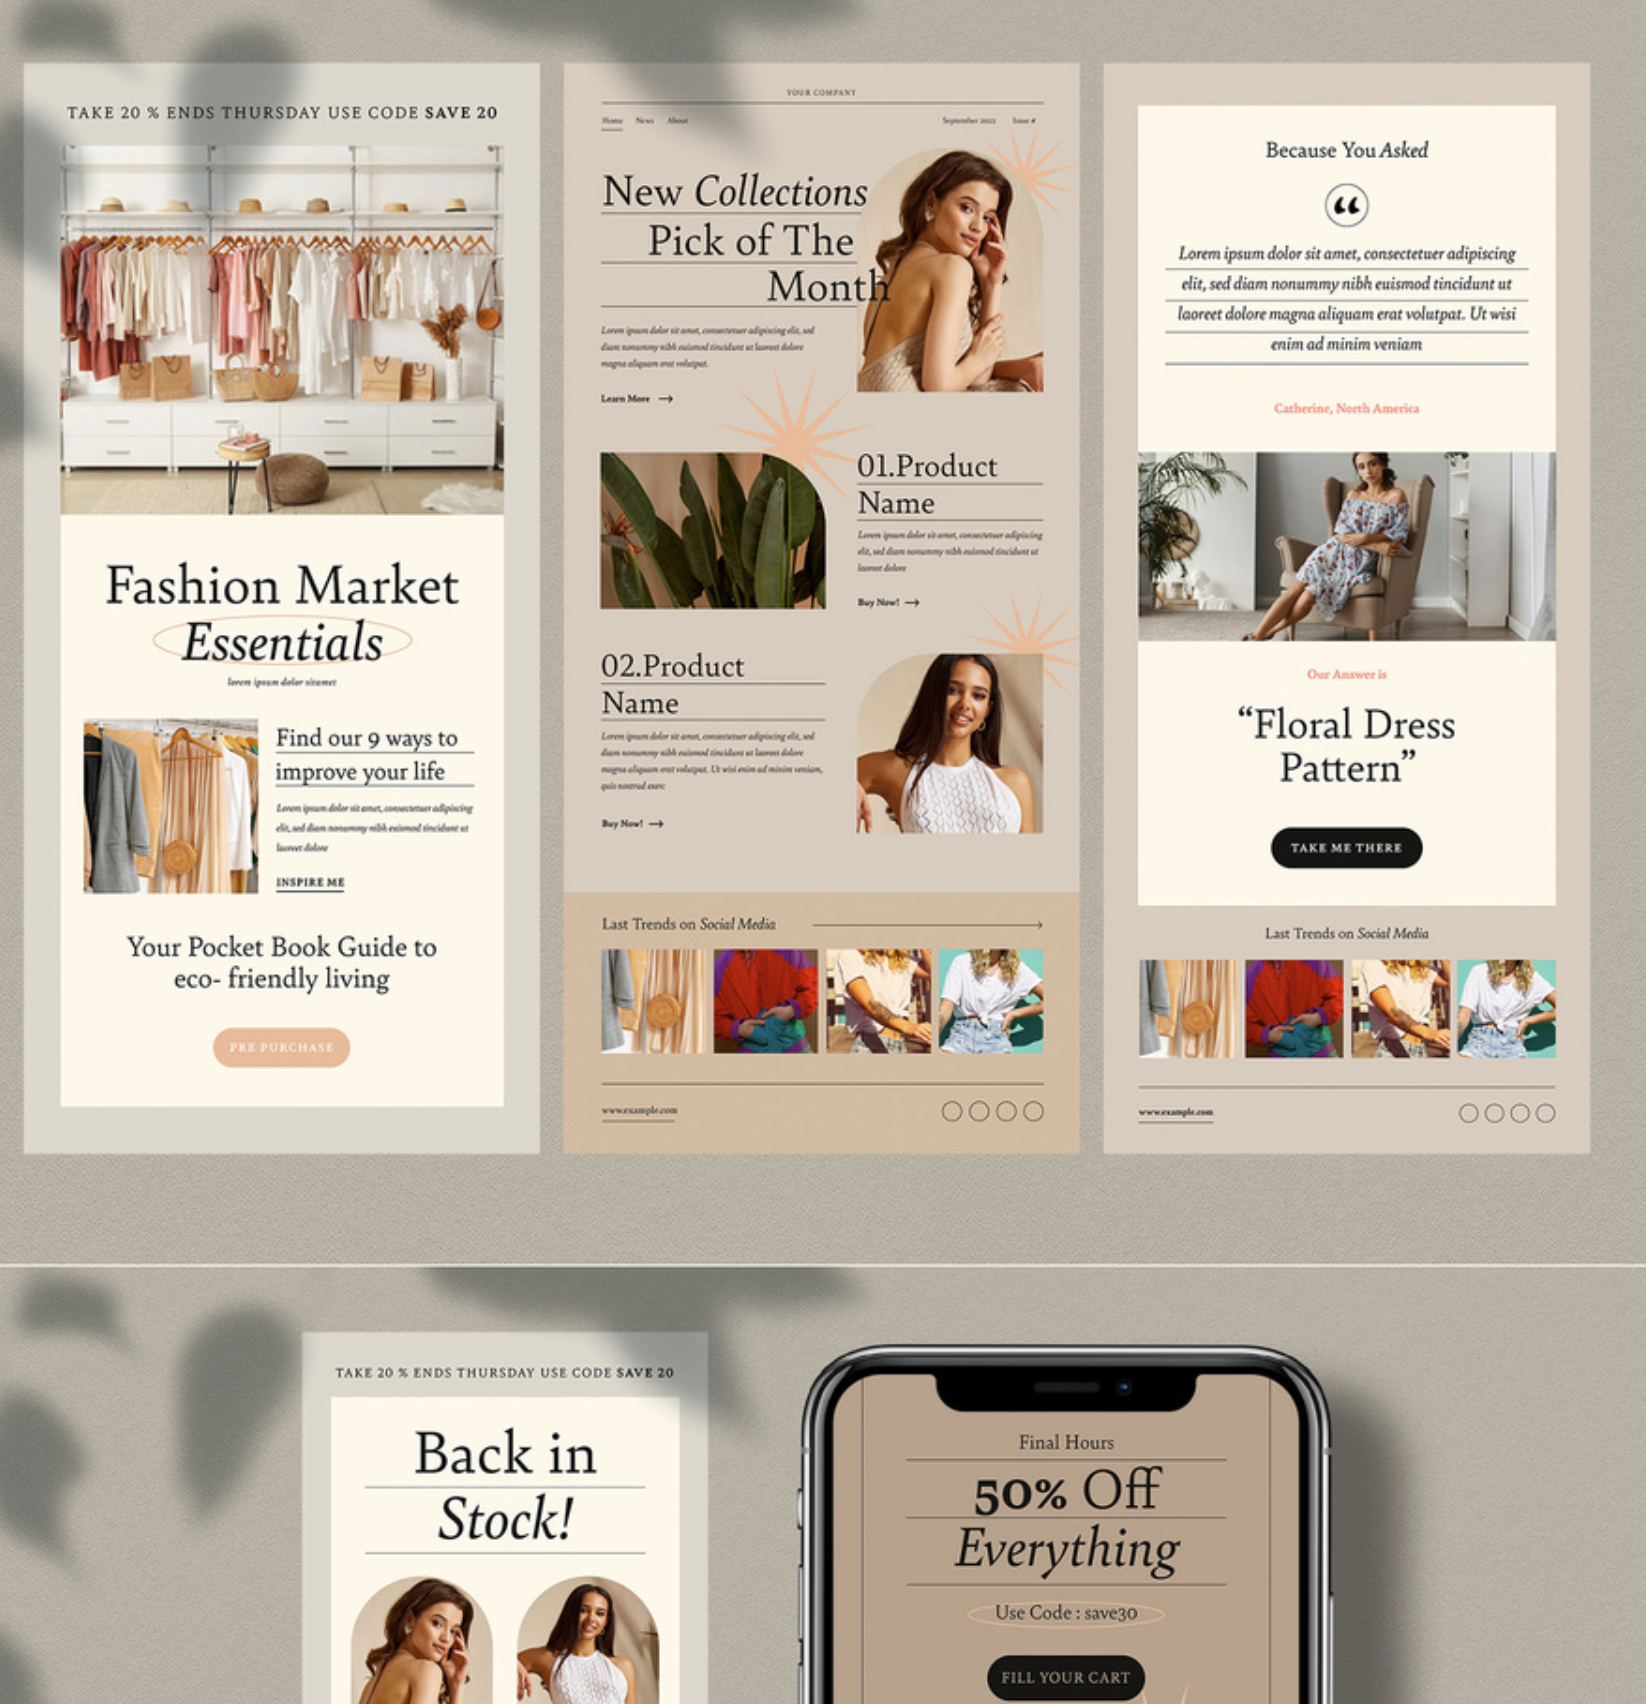 TAKE 20 % ENDS THURSDAY USE CODE SAVE 20
Fashion Market
Essentials
lorem ipsum dolor sitamet
Find our 9 ways to
improve your life
Lorem ipsum dolor sit amet, consectetuer adipiscing
elit, sed diam nonummy nibh euismod tincidunt ut
laoreet dolore
INSPIRE ME
Your Pocket Book Guide to
eco- friendly living
PRE PURCHASE
YOUR COMPANY
Home News About
September 2022 Issue #
New Collections
Pick of The
Month
Lorem ipsum dolor sit amet, consectetuer adipiscing elit, sed
diam nonummy nibh euismod tincidunt ut laoreet dolore
magna aliquam erat volutpat.
Learn More
01.Product
Name
Lorem ipsum dolor sit amet, consectetuer adipiscing
elit, sed diam nonummy nibh euismod tincidunt ut
laoreet dolore
Buy Now!
02.Product
Name
Lorem ipsum dolor sit amet, consectetuer adipiscing elit, sed
diam nonummy nibh euismod tincidunt ut laoreet dolore
magna aliquam erat volutpat. Ut wisi enim ad minim veniam,
quis nostrud exerc
Buy Now!
Last Trends on Social Media
www.example.com
Because You Asked
“
Lorem ipsum dolor sit amet, consectetuer adipiscing
elit, sed diam nonummy nibh euismod tincidunt ut
laoreet dolore magna aliquam erat volutpat. Ut wisi
enim ad minim veniam
Catherine, North America
Our Answer is
“Floral Dress
Pattern”
TAKE ME THERE
Last Trends on Social Media
www.example.com
TAKE 20 % ENDS THURSDAY USE CODE SAVE 20
Back in
Stock!
Final Hours
50% Off
Everything
Use Code : save30
FILL YOUR CART